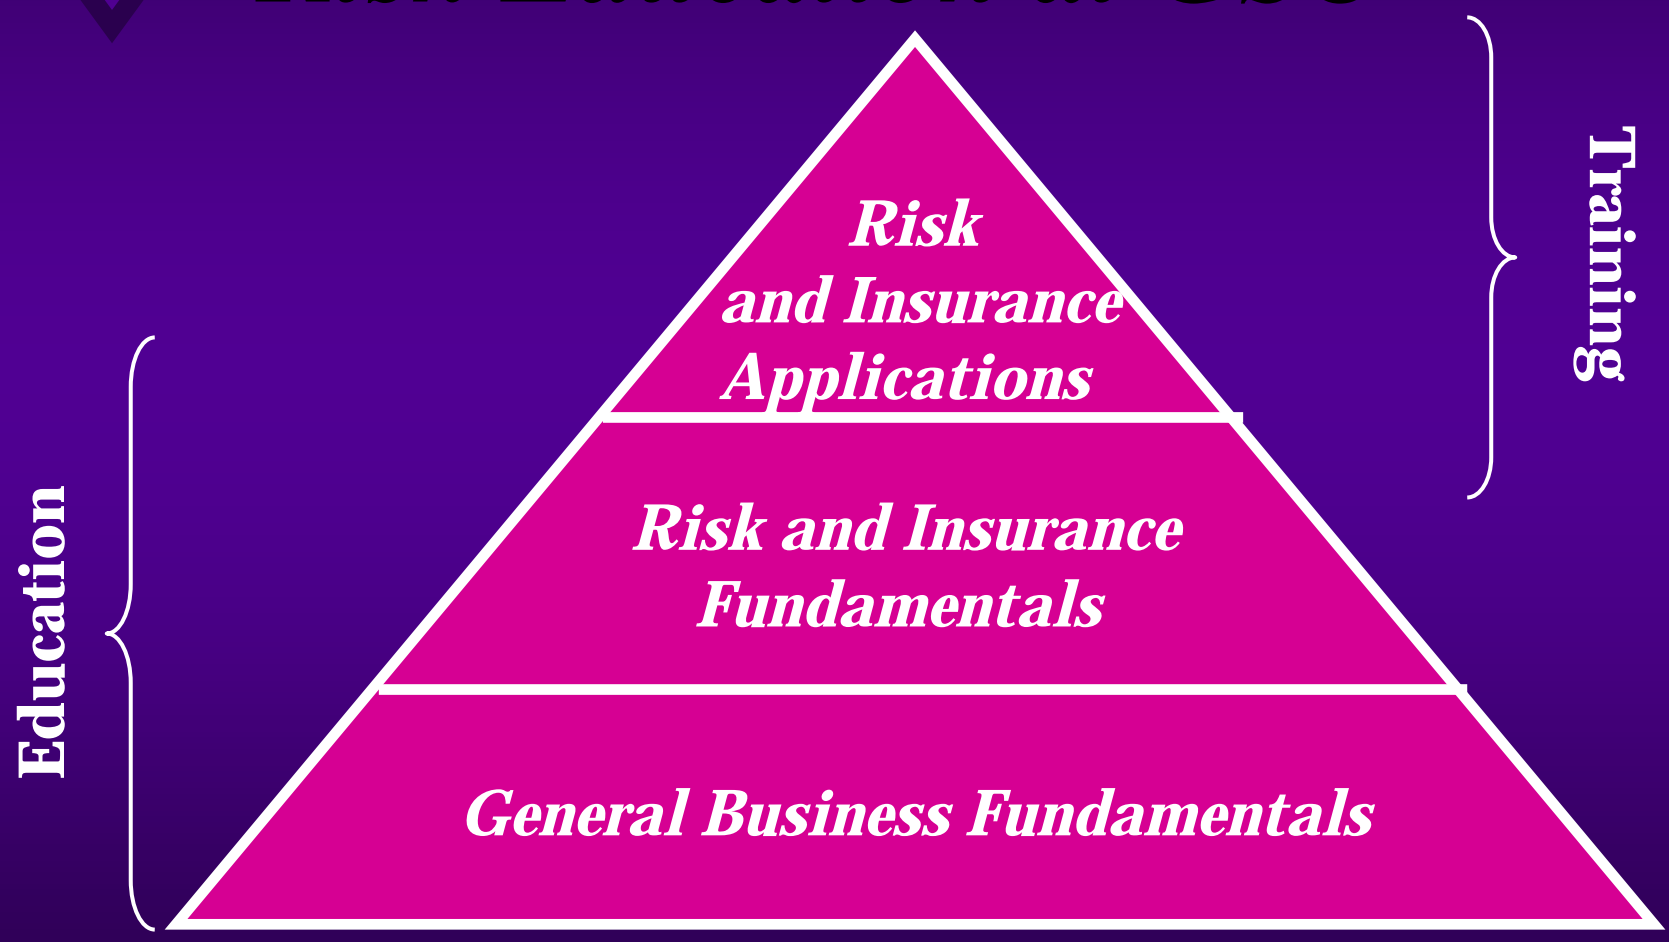 Risk
and Insurance
Applications
Training
Risk and Insurance
Fundamentals
Education
General Business Fundamentals